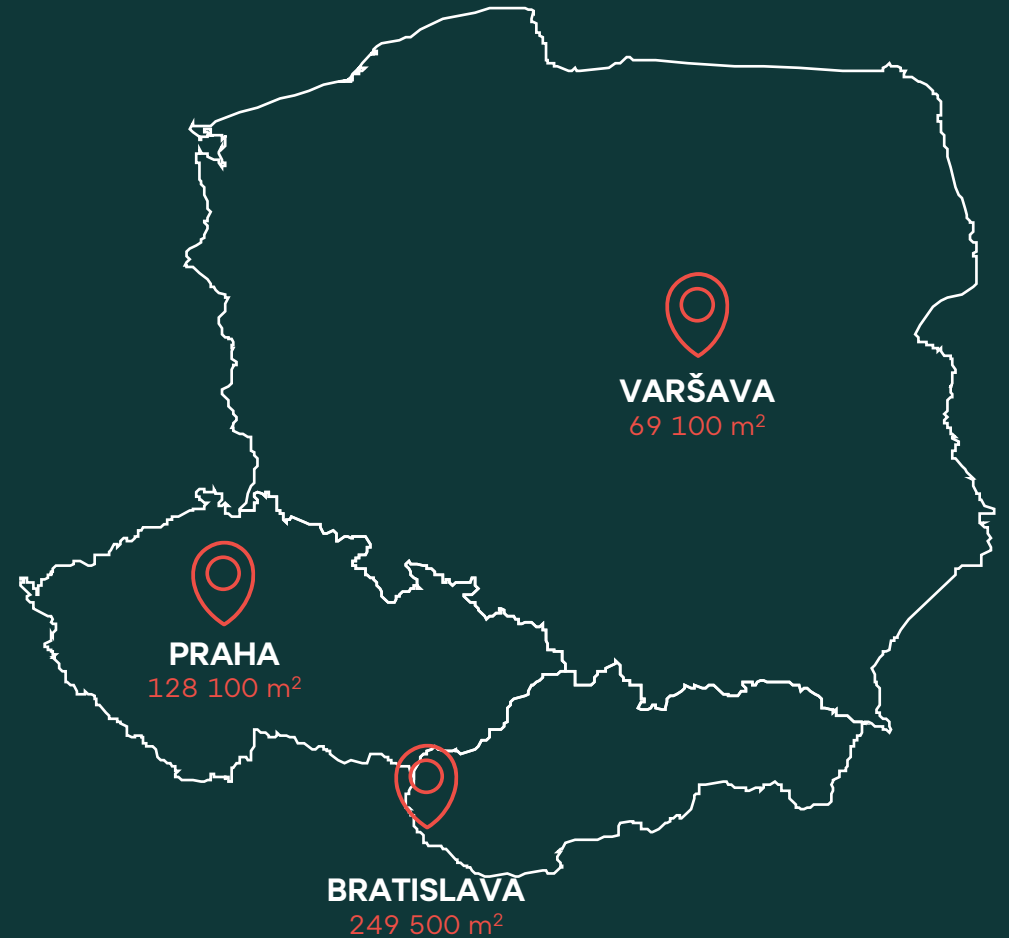 VARŠAVA
69 100 m²
PRAHA
128 100 m²
BRATISLAVA
249 500 m²